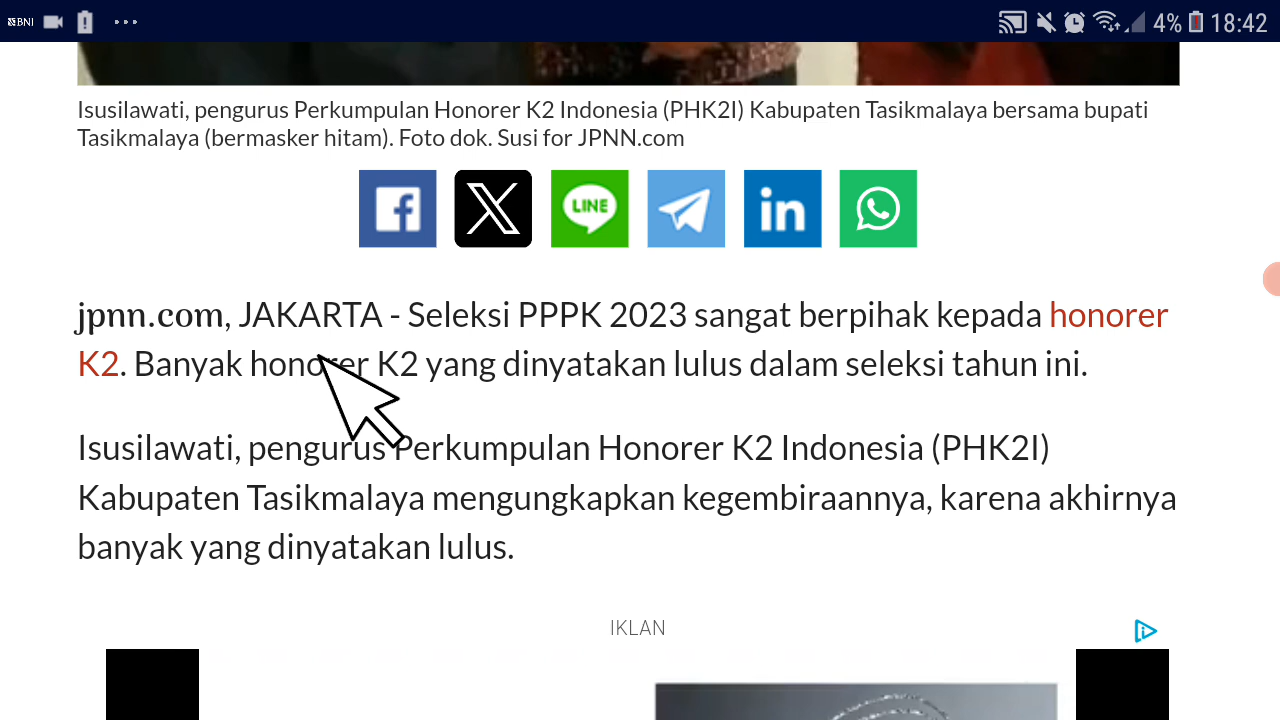 BNI
4% 18:42
Isusilawati, pengurus Perkumpulan Honorer K2 Indonesia (PHK2I) Kabupaten Tasikmalaya bersama bupati
Tasikmalaya (bermasker hitam). Foto dok. Susi for JPNN.com
LINE
jpnn.com, JAKARTA - Seleksi PPPK 2023 sangat berpihak kepada honorer
K2. Banyak honorer K2 yang dinyatakan lulus dalam seleksi tahun ini.
Isusilawati, pengurus Perkumpulan Honorer K2 Indonesia (PHK2I)
Kabupaten Tasikmalaya mengungkapkan kegembiraannya, karena akhirnya
banyak yang dinyatakan lulus.
IKLAN